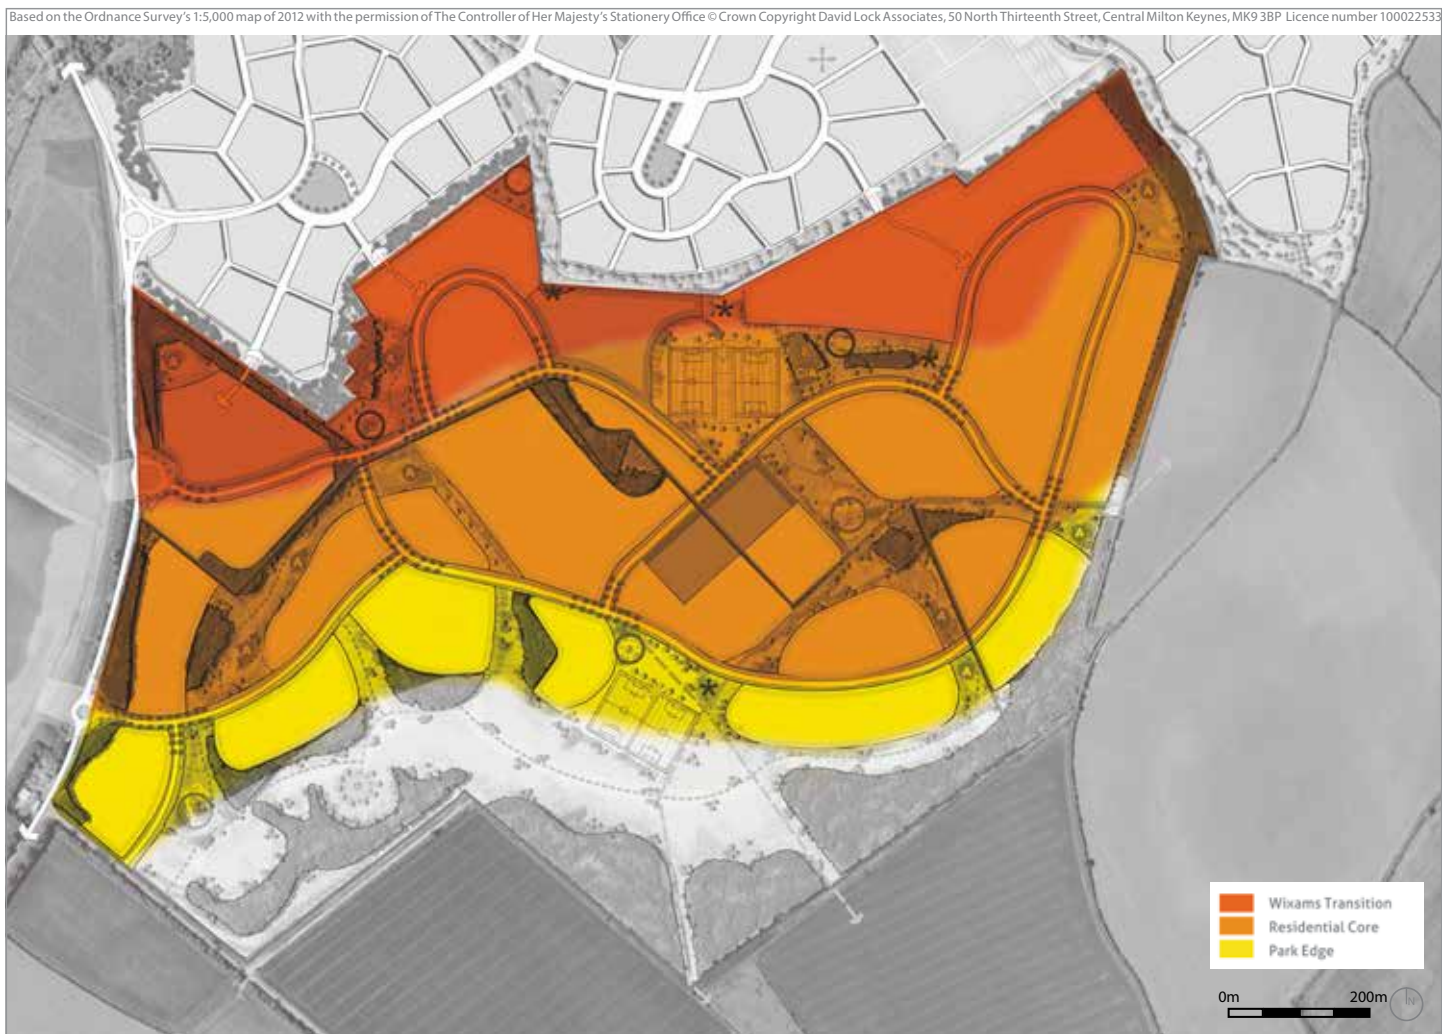 Based on the Ordnance Survey's 1:5,000 map of 2012 with the permission of The Controller of Her Majesty's Stationery Office © Crown Copyright David Lock Associates, 50 North Thirteenth Street, Central Milton Keynes, MK9 3BP Licence number 100022533
Wixams Transition
Residential Core
Park Edge
0m 200m
N